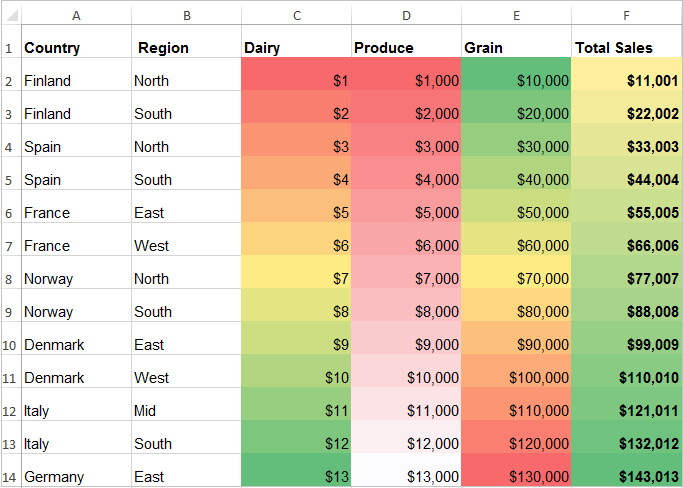 A B C D E F
1 Country Region Dairy Produce Grain Total Sales
2 Finland North $1 $1,000 $10,000 $11,001
3 Finland South $2 $2,000 $20,000 $22,002
4 Spain North $3 $3,000 $30,000 $33,003
5 Spain South $4 $4,000 $40,000 $44,004
6 France East $5 $5,000 $50,000 $55,005
7 France West $6 $6,000 $60,000 $66,006
8 Norway North $7 $7,000 $70,000 $77,007
9 Norway South $8 $8,000 $80,000 $88,008
10 Denmark East $9 $9,000 $90,000 $99,009
11 Denmark West $10 $10,000 $100,000 $110,010
12 Italy Mid $11 $11,000 $110,000 $121,011
13 Italy South $12 $12,000 $120,000 $132,012
14 Germany East $13 $13,000 $130,000 $143,013